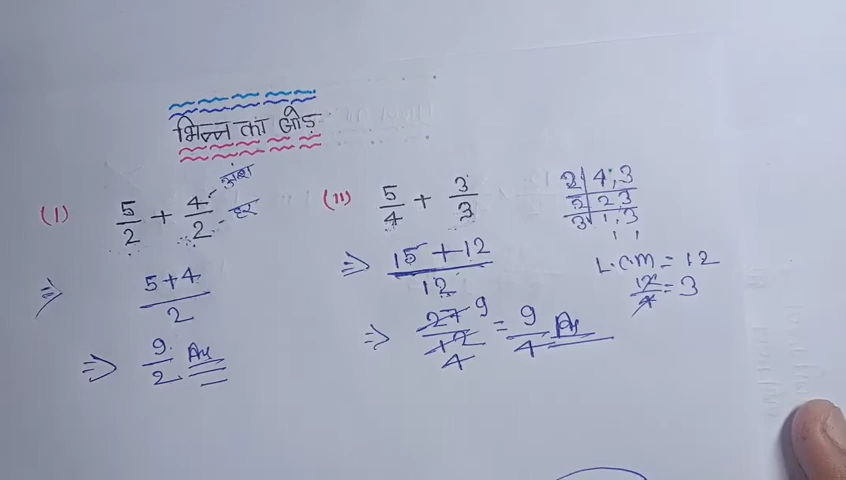 भिन्न का जोड़
(I) 5/2 + 4/2 - अंश - हर
⇒ 5+4/2
⇒ 9/2 Ans
(II) 5/4 + 3/3
⇒ 15+12/12
⇒ 27/12 9/4 = 9/4 Ans
2 | 4, 3
2 | 2 3
3 | 1, 3
1, 1
L.C.M = 12
12/4 = 3